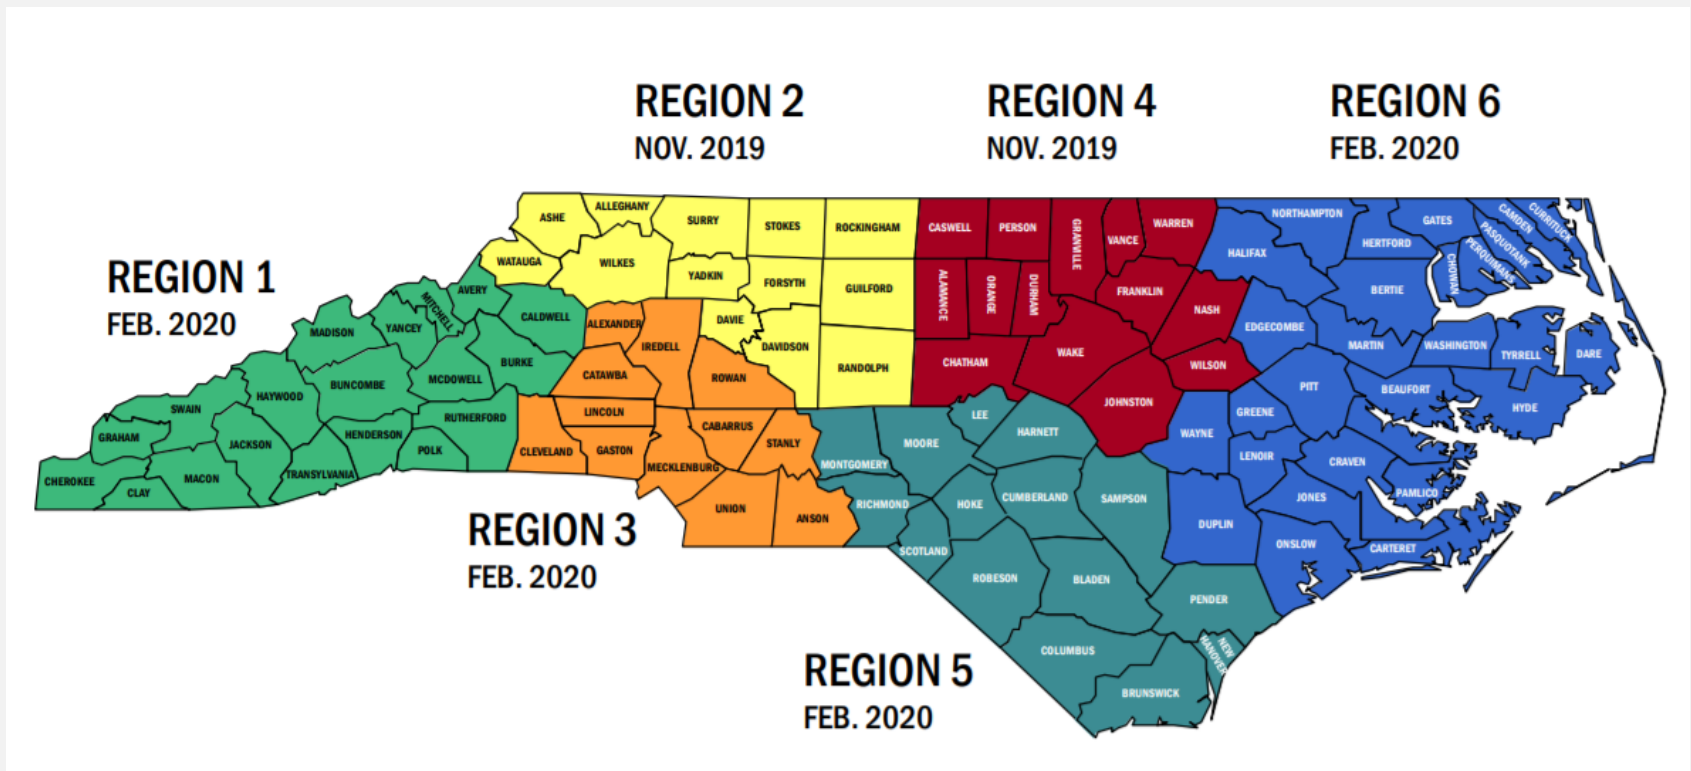 REGION 2
NOV. 2019
REGION 4
NOV. 2019
REGION 6
FEB. 2020
REGION 1
FEB. 2020
REGION 3
FEB. 2020
REGION 5
FEB. 2020
CHEROKEE
GRAHAM
CLAY
SWAIN
MACON
JACKSON
HAYWOOD
TRANSYLVANIA
MADISON
BUNCOMBE
HENDERSON
YANCEY
MITCHELL
AVERY
MCDOWELL
POLK
RUTHERFORD
BURKE
CALDWELL
ASHE
ALLEGHANY
WATAUGA
WILKES
SURRY
YADKIN
STOKES
FORSYTH
DAVIE
DAVIDSON
ROCKINGHAM
GUILFORD
RANDOLPH
ALEXANDER
IREDELL
CATAWBA
ROWAN
LINCOLN
CLEVELAND
GASTON
MECKLENBURG
CABARRUS
STANLY
UNION
ANSON
CASWELL
PERSON
GRANVILLE
VANCE
WARREN
ALAMANCE
ORANGE
DURHAM
FRANKLIN
NASH
CHATHAM
WAKE
WILSON
JOHNSTON
MONTGOMERY
MOORE
LEE
HARNETT
RICHMOND
HOKE
CUMBERLAND
SAMPSON
SCOTLAND
ROBESON
BLADEN
PENDER
COLUMBUS
BRUNSWICK
NEW
HANOVER
NORTHAMPTON
HALIFAX
HERTFORD
GATES
CAMDEN
CURRITUCK
PASQUOTANK
PERQUIMANS
CHOWAN
BERTIE
EDGECOMBE
MARTIN
WASHINGTON
TYRRELL
DARE
PITT
BEAUFORT
HYDE
GREENE
WAYNE
LENOIR
CRAVEN
PAMLICO
JONES
DUPLIN
ONSLOW
CARTERET